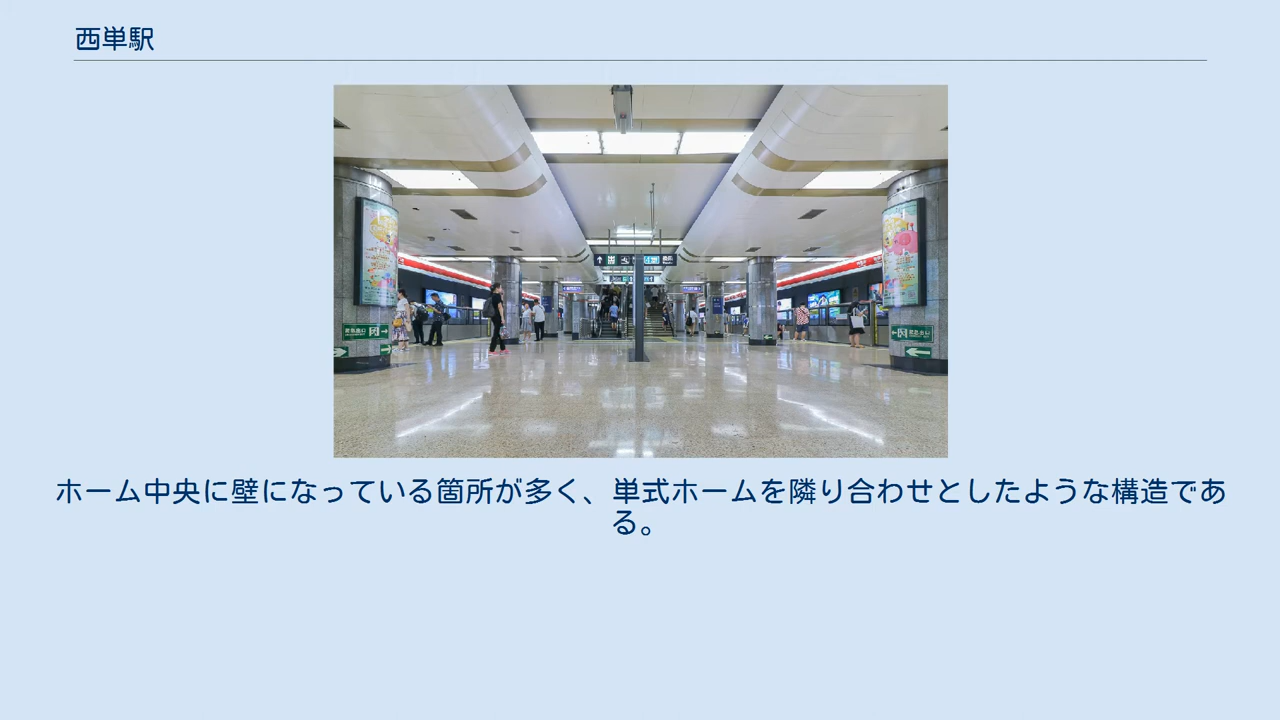 西単駅
ホーム中央に壁になっている箇所が多く、単式ホームを隣り合わせとしたような構造であ
る。